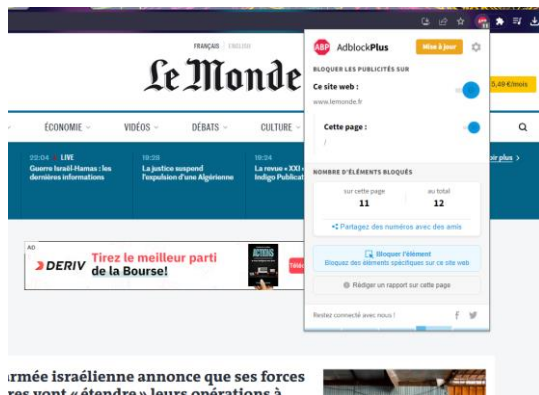 FRANÇAIS | ENGLISH
Le Monde
5,49 €/mois
ÉCONOMIE
VIDÉOS
DÉBATS
CULTURE
22:04 LIVE
Guerre Israël-Hamas : les
dernières informations
19:29
La justice suspend
l'expulsion d'une Algérienne
19:24
La revue « XXI »
Indigo Publicat
oir plus >
AD
DERIV
Tirez le meilleur parti
de la Bourse!
armée israélienne annonce que ses forces
res vont « étendre » leurs opérations à
ABP
AdblockPlus
Mise à jour
BLOQUER LES PUBLICITÉS SUR
Ce site web :
www.lemonde.fr
Cette page :
/
NOMBRE D'ÉLÉMENTS BLOQUÉS
sur cette page
11
au total
12
Partagez des numéros avec des amis
Bloquer l'élément
Bloquez des éléments spécifiques sur ce site web
Rédiger un rapport sur cette page
Restez connecté avec nous !